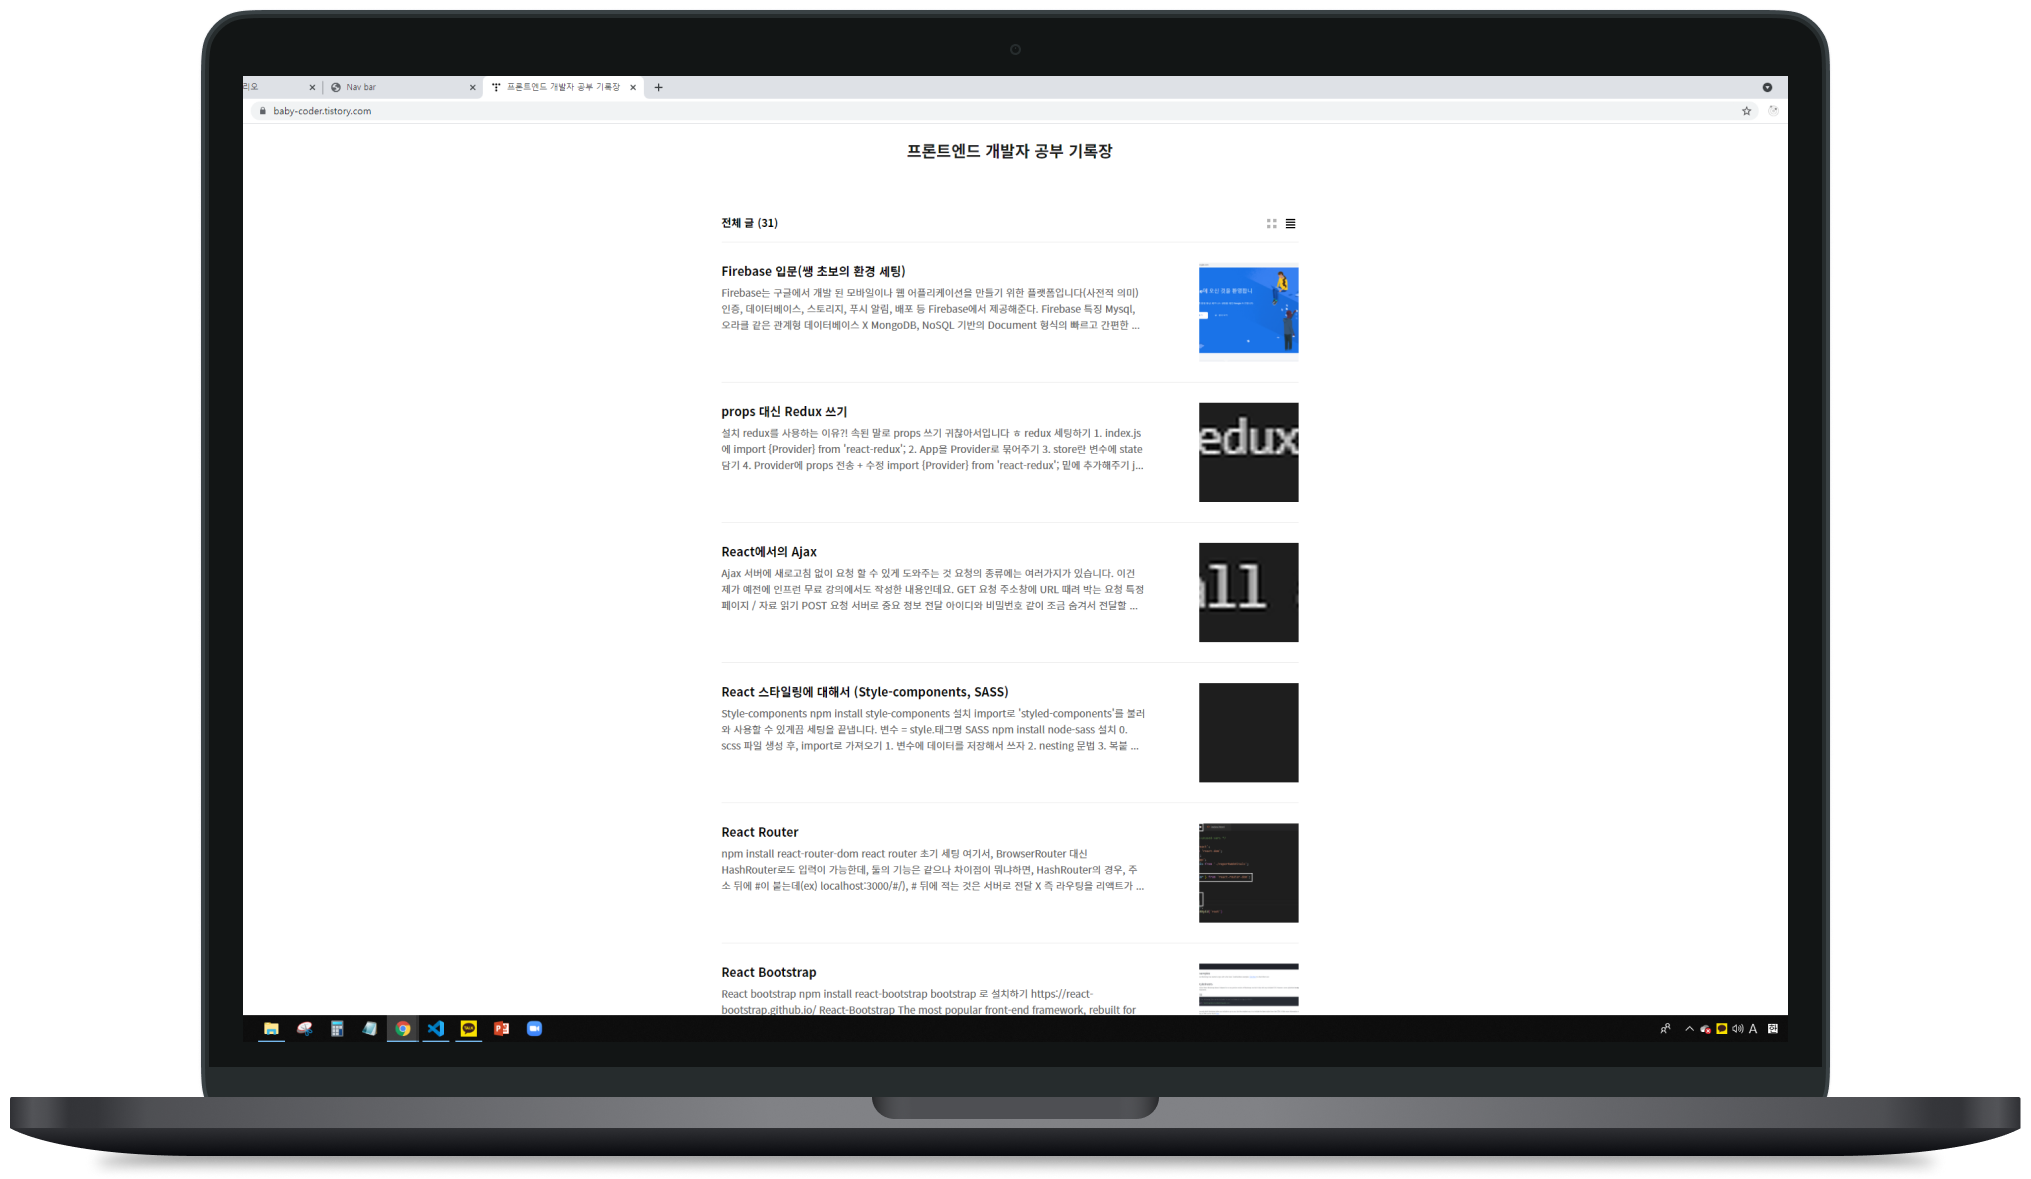 리오
Nav bar
프론트엔드 개발자 공부 기록장
baby-coder.tistory.com
프론트엔드 개발자 공부 기록장
전체 글 (31)
Firebase 입문(쌩 초보의 환경 세팅)
Firebase는 구글에서 개발 된 모바일이나 웹 어플리케이션을 만들기 위한 플랫폼입니다(사전적 의미)
인증, 데이터베이스, 스토리지, 푸시 알림, 배포 등 Firebase에서 제공해준다. Firebase 특징 Mysql,
오라클 같은 관계형 데이터베이스 X MongoDB, NoSQL 기반의 Document 형식의 빠르고 간편한 ...
에 오신 것을 환영합니
props 대신 Redux 쓰기
설치 redux를 사용하는 이유?! 속된 말로 props 쓰기 귀찮아서입니다 ㅎ redux 세팅하기 1. index.js
에 import {Provider} from 'react-redux'; 2. App을 Provider로 묶어주기 3. store란 변수에 state
담기 4. Provider에 props 전송 + 수정 import {Provider} from 'react-redux'; 밑에 추가해주기 j...
edux
React에서의 Ajax
Ajax 서버에 새로고침 없이 요청 할 수 있게 도와주는 것 요청의 종류에는 여러가지가 있습니다. 이건
제가 예전에 인프런 무료 강의에서도 작성한 내용인데요. GET 요청 주소창에 URL 때려 박는 요청 특정
페이지 / 자료 읽기 POST 요청 서버로 중요 정보 전달 아이디와 비밀번호 같이 조금 숨겨서 전달할 ...
all
React 스타일링에 대해서 (Style-components, SASS)
Style-components npm install style-components 설치 import로 'styled-components'를 불러
와 사용할 수 있게끔 세팅을 끝냅니다. 변수 = style.태그명 SASS npm install node-sass 설치 0.
scss 파일 생성 후, import로 가져오기 1. 변수에 데이터를 저장해서 쓰자 2. nesting 문법 3. 복붙 ...
React Router
npm install react-router-dom react router 초기 세팅 여기서, BrowserRouter 대신
HashRouter로도 입력이 가능한데, 둘의 기능은 같으나 차이점이 뭐냐하면, HashRouter의 경우, 주
소 뒤에 #이 붙는데(ex) localhost:3000/#/), # 뒤에 적는 것은 서버로 전달 X 즉 라우팅을 리액트가 ...
React Bootstrap
React bootstrap npm install react-bootstrap bootstrap 로 설치하기 https://react-
bootstrap.github.io/ React-Bootstrap The most popular front-end framework, rebuilt for
TALK
A